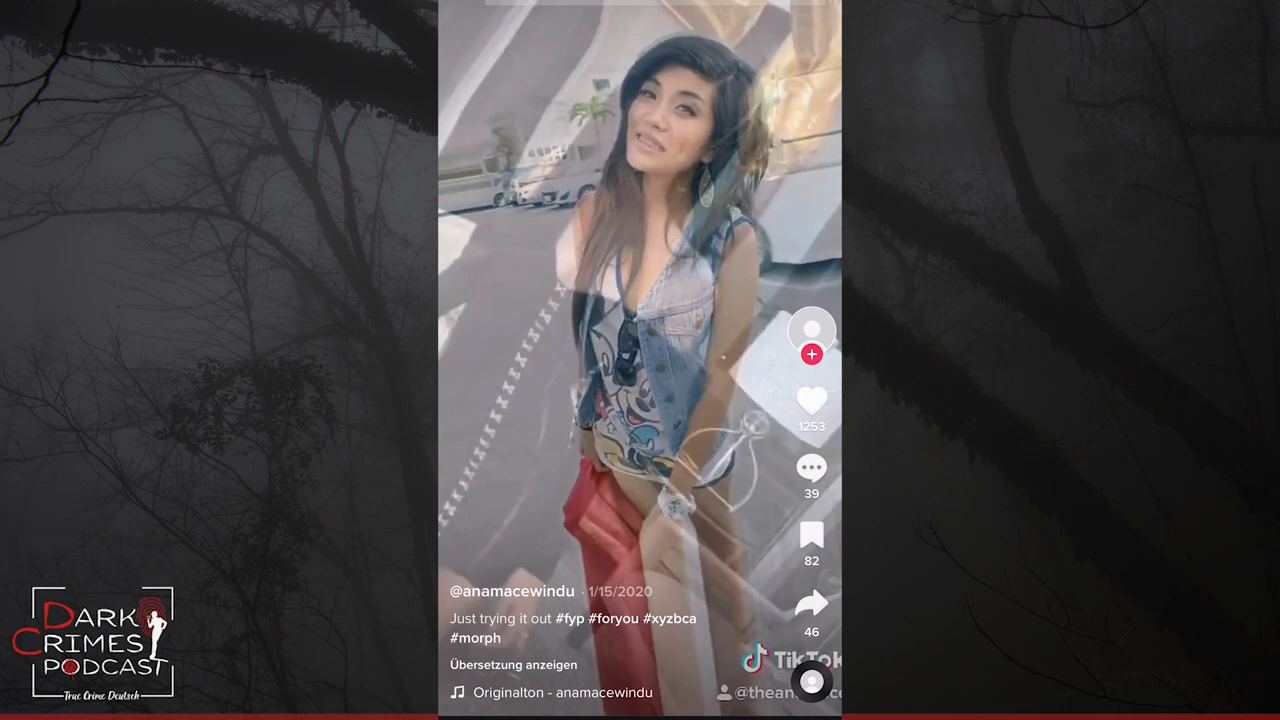 1253
39
82
46
@anamacewindu · 1/15/2020
Just trying it out #fyp #foryou #xyzbca
#morph
Übersetzung anzeigen
Originalton - anamacewindu
TikTok
DARK
CRIMES
PODCAST
True Crime Deutsch